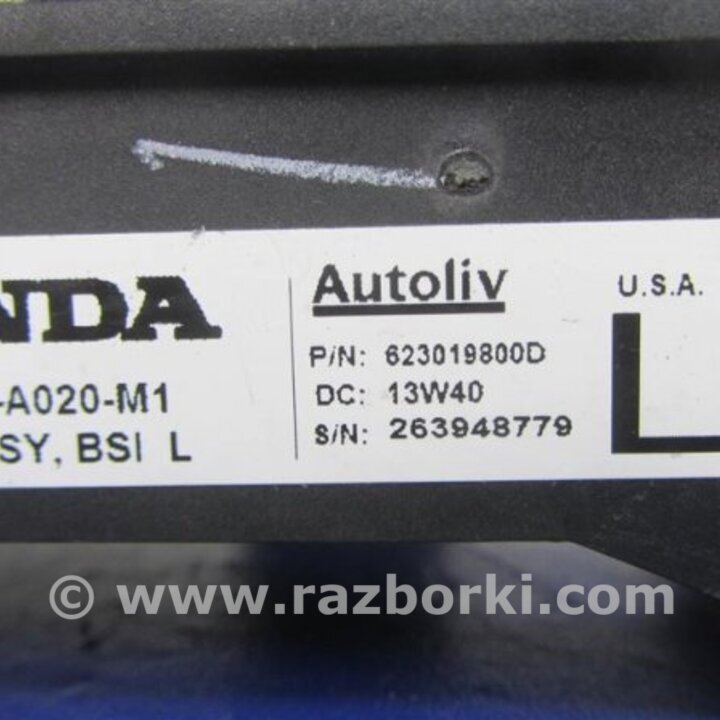 NDA
-A020-M1
SY, BSI L
Autoliv
P/N: 623019800D
DC: 13W40
S/N: 263948779
U.S.A.
L
© www.razborki.com